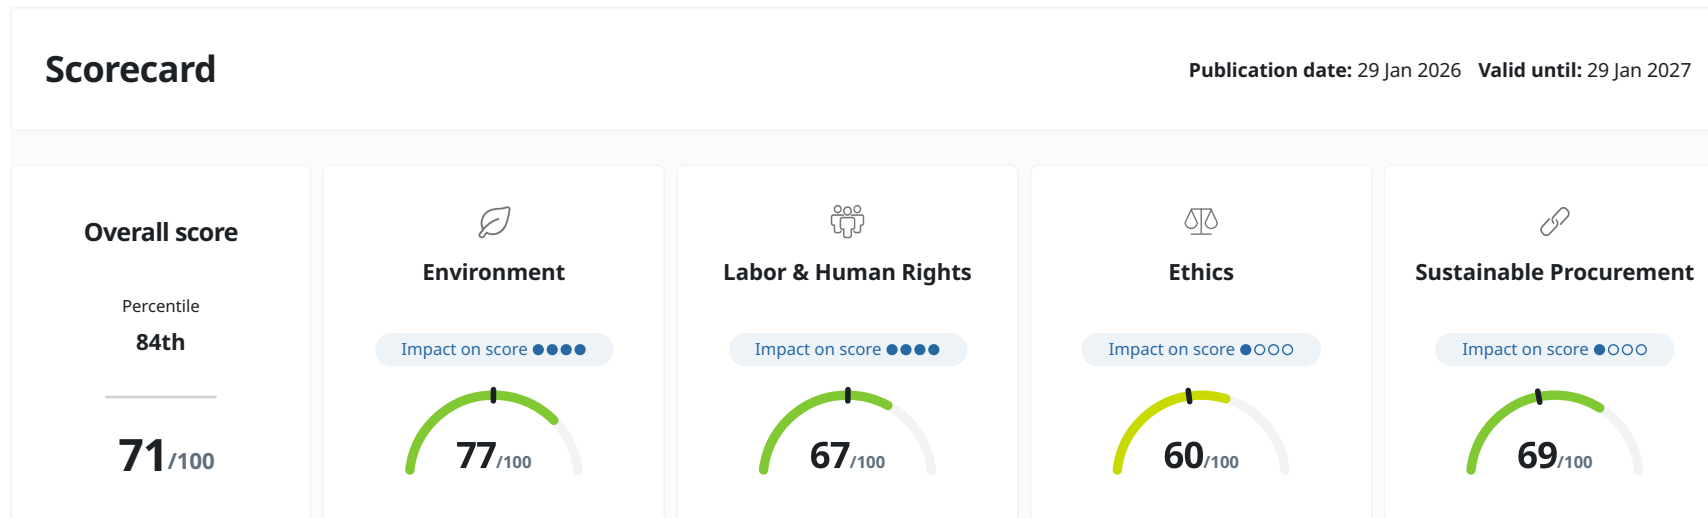 Scorecard
Publication date: 29 Jan 2026 Valid until: 29 Jan 2027
Overall score
Percentile
84th
71/100
Environment
Impact on score
77/100
Labor & Human Rights
Impact on score
67/100
Ethics
Impact on score
60/100
Sustainable Procurement
Impact on score
69/100